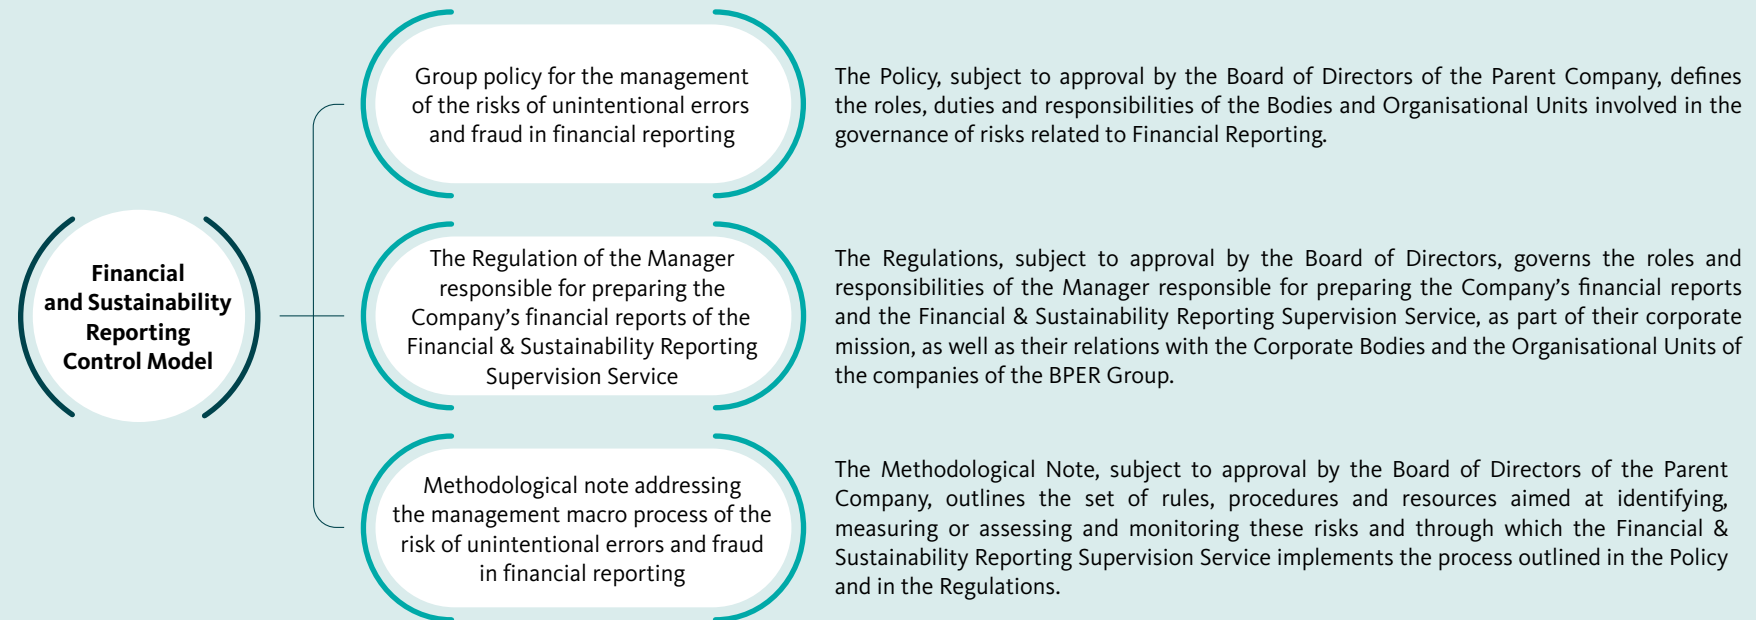 Financial
and Sustainability
Reporting
Control Model
Group policy for the management
of the risks of unintentional errors
and fraud in financial reporting
The Policy, subject to approval by the Board of Directors of the Parent Company, defines
the roles, duties and responsibilities of the Bodies and Organisational Units involved in the
governance of risks related to Financial Reporting.
The Regulation of the Manager
responsible for preparing the
Company’s financial reports of the
Financial & Sustainability Reporting
Supervision Service
The Regulations, subject to approval by the Board of Directors, governs the roles and
responsibilities of the Manager responsible for preparing the Company’s financial reports
and the Financial & Sustainability Reporting Supervision Service, as part of their corporate
mission, as well as their relations with the Corporate Bodies and the Organisational Units of
the companies of the BPER Group.
Methodological note addressing
the management macro process of the
risk of unintentional errors and fraud
in financial reporting
The Methodological Note, subject to approval by the Board of Directors of the Parent
Company, outlines the set of rules, procedures and resources aimed at identifying,
measuring or assessing and monitoring these risks and through which the Financial &
Sustainability Reporting Supervision Service implements the process outlined in the Policy
and in the Regulations.